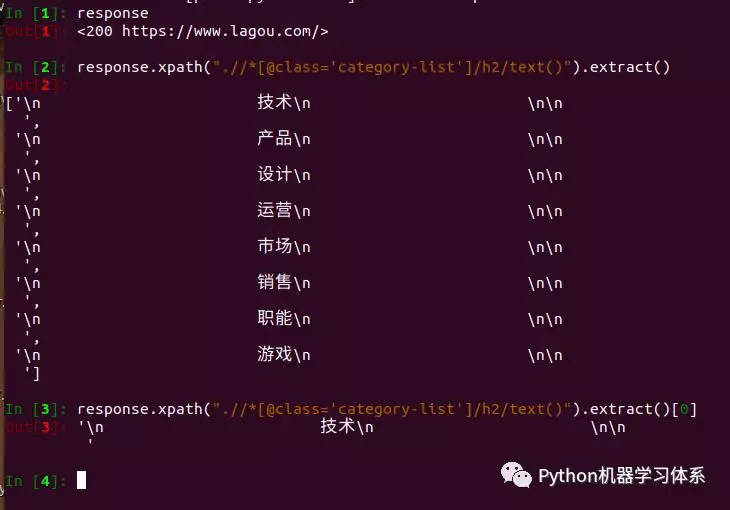 In [1]: response
Out[1]: <200 https://www.lagou.com/>
In [2]: response.xpath(".//*[@class='category-list']/h2/text()").extract()
Out[2]:
['\n                              技术\n                              \n\n
  ',
 '\n                              产品\n                              \n\n
  ',
 '\n                              设计\n                              \n\n
  ',
 '\n                              运营\n                              \n\n
  ',
 '\n                              市场\n                              \n\n
  ',
 '\n                              销售\n                              \n\n
  ',
 '\n                              职能\n                              \n\n
  ',
 '\n                              游戏\n                              \n\n
  ']
In [3]: response.xpath(".//*[@class='category-list']/h2/text()").extract()[0]
Out[3]: '\n                              技术\n                              \n\n
         '
In [4]:
Python机器学习体系